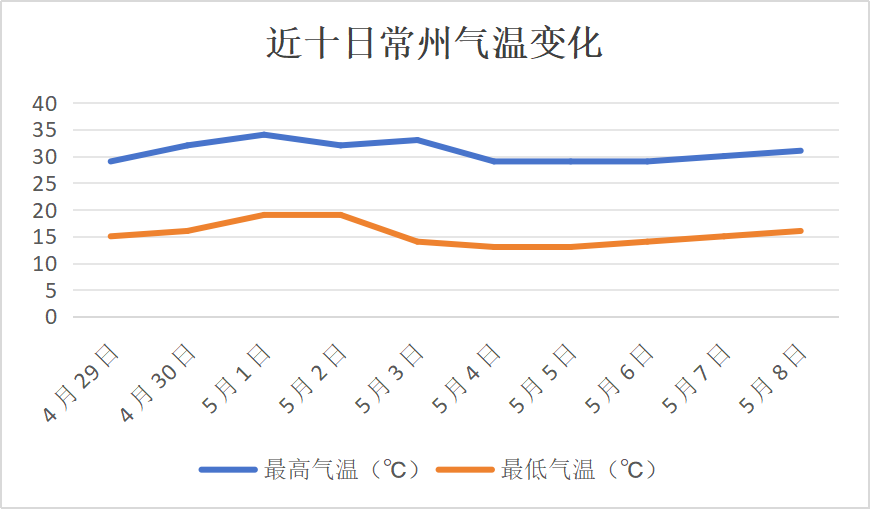 近十日常州气温变化
40
35
30
25
20
15
10
5
0
4月29日
4月30日
5月1日
5月2日
5月3日
5月4日
5月5日
5月6日
5月7日
5月8日
最高气温（℃）
最低气温（℃）